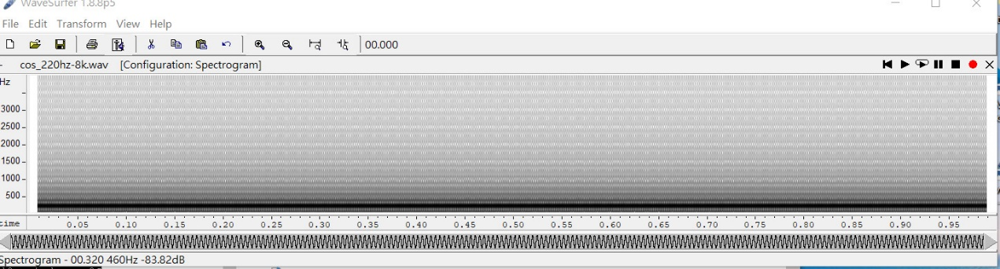 WaveSurfer 1.8.8p5
File Edit Transform View Help
00.000
cos_220hz-8k.wav [Configuration: Spectrogram]
Hz
3000
2500
2000
1500
1000
500
time 0.05 0.10 0.15 0.20 0.25 0.30 0.35 0.40 0.45 0.50 0.55 0.60 0.65 0.70 0.75 0.80 0.85 0.90 0.95
Spectrogram - 00.320 460Hz -83.82dB